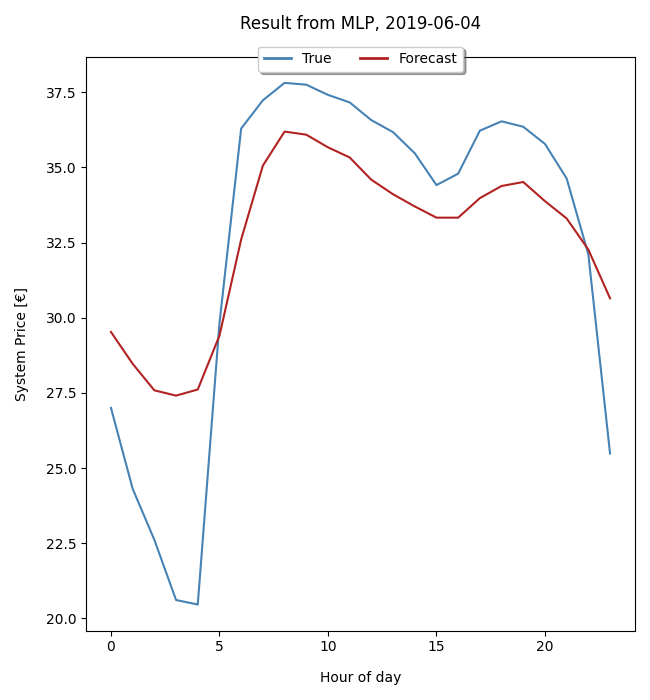 Result from MLP, 2019-06-04
True Forecast
37.5
35.0
32.5
30.0
27.5
25.0
22.5
20.0
System Price [€]
0 5 10 15 20
Hour of day